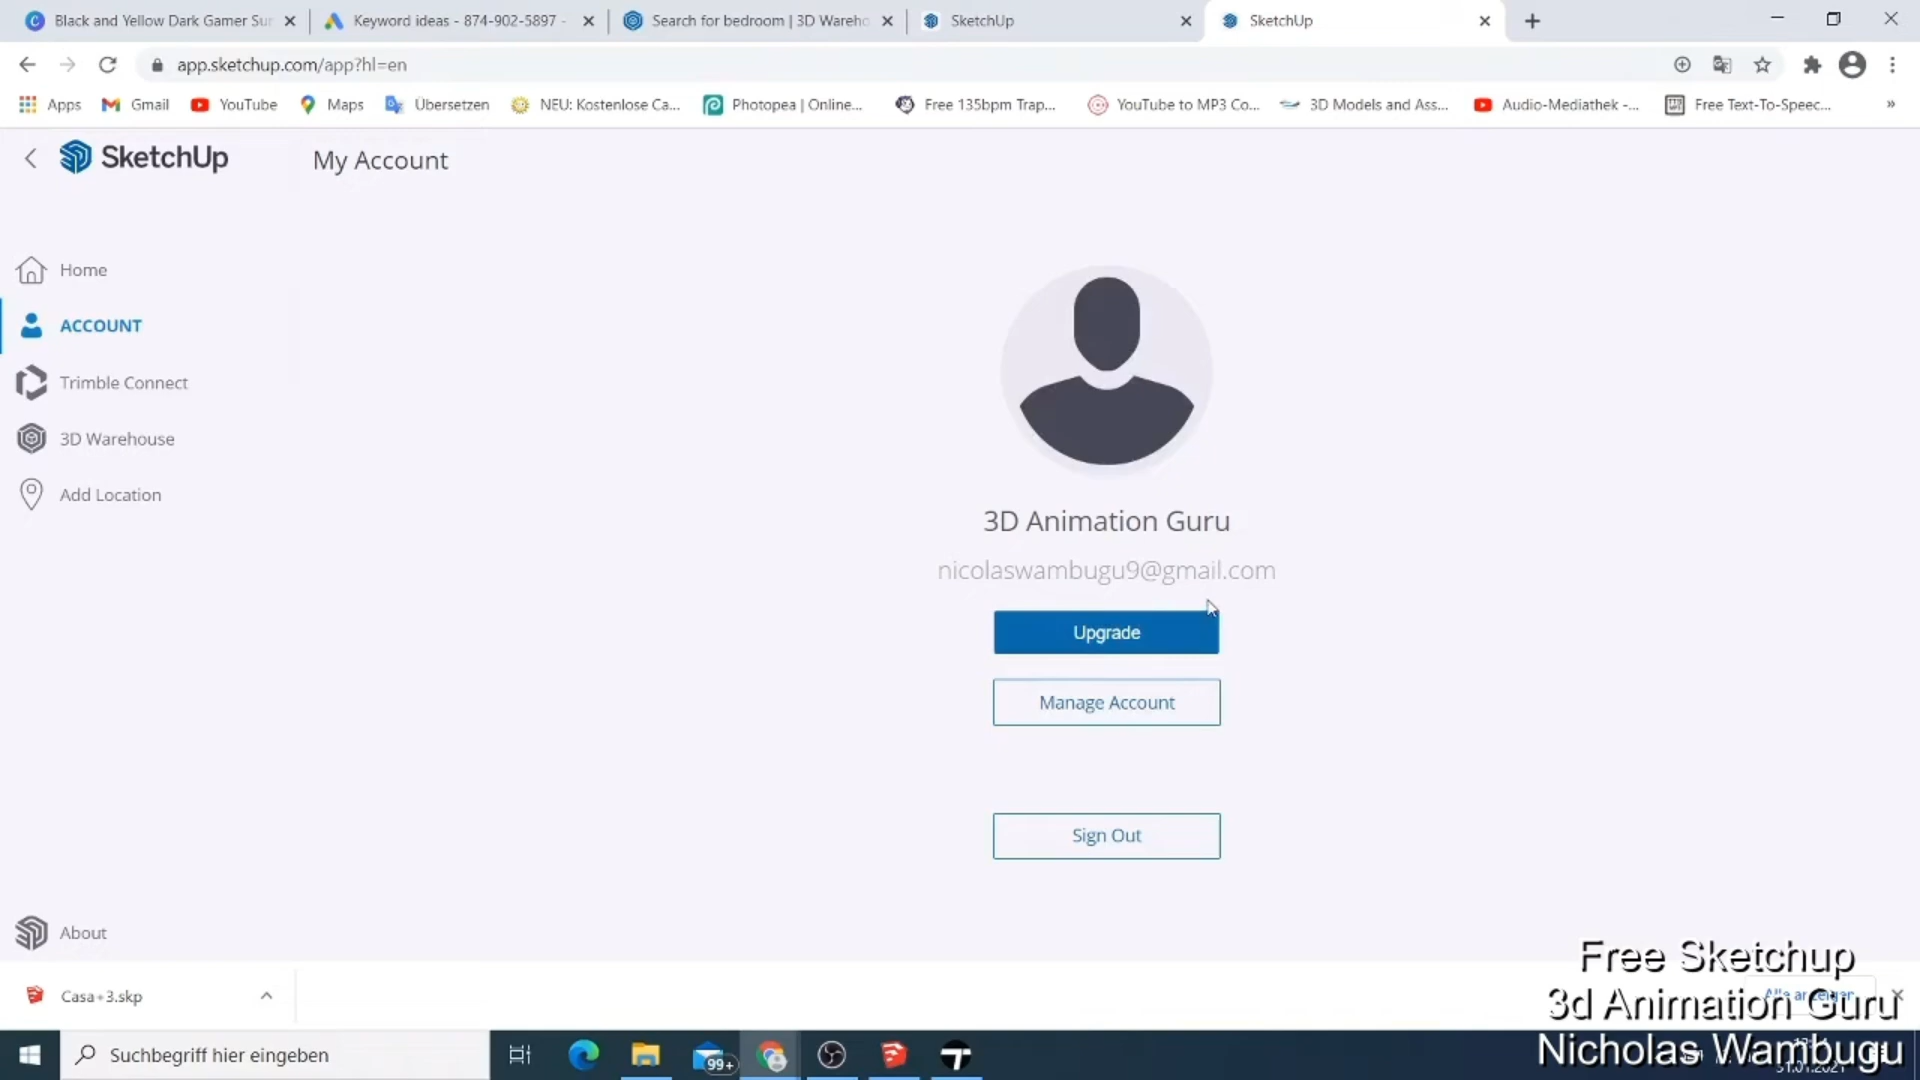 Black and Yellow Dark Gamer Su
Keyword ideas - 874-902-5897 -
Search for bedroom | 3D Wareho
SketchUp
SketchUp
app.sketchup.com/app?hl=en
Apps
Gmail
YouTube
Maps
Übersetzen
NEU: Kostenlose Ca...
Photopea | Online...
Free 135bpm Trap...
YouTube to MP3 Co...
3D Models and Ass...
Audio-Mediathek -...
Free Text-To-Speec...
SketchUp
My Account
Home
ACCOUNT
Trimble Connect
3D Warehouse
Add Location
3D Animation Guru
nicolaswambugu9@gmail.com
Upgrade
Manage Account
Sign Out
About
Casa+3.skp
Free Sketchup
3d Animation Guru
Nicholas Wambugu
Suchbegriff hier eingeben
99+